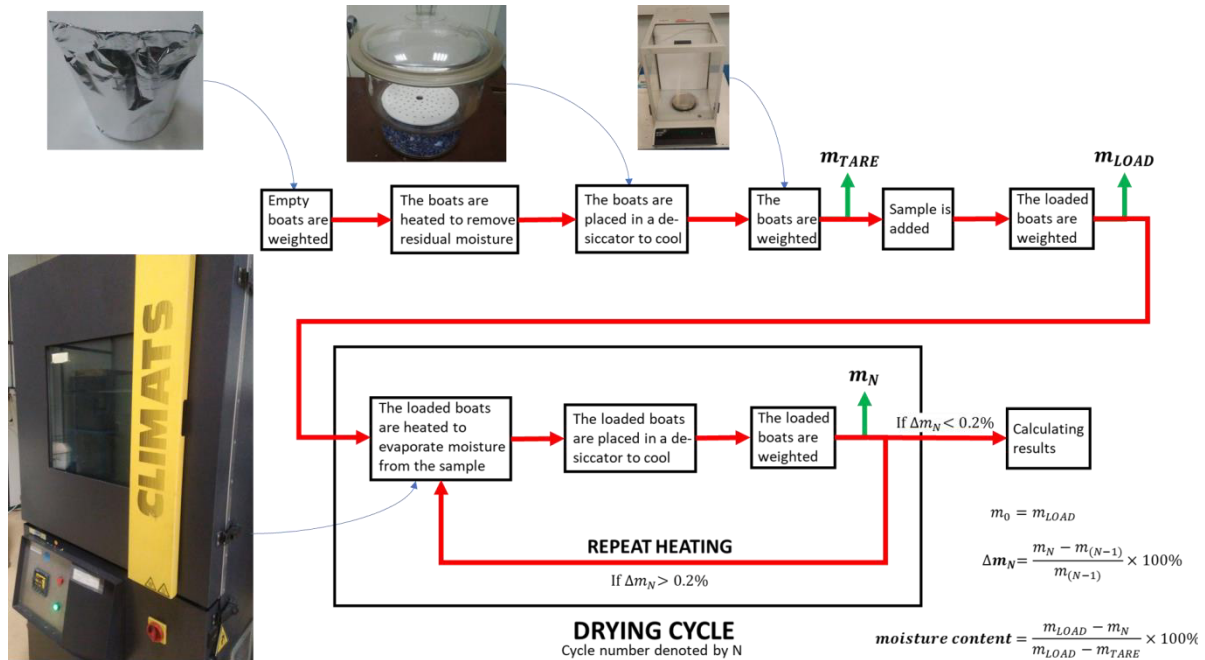 m_TARE
m_LOAD
Empty
boats are
weighted
The boats are
heated to remove
residual moisture
The boats are
placed in a de-
siccator to cool
The
boats are
weighted
Sample is
added
The loaded
boats are
weighted
CLIMATS
m_N
The loaded boats
are heated to
evaporate moisture
from the sample
The loaded boats
are placed in a de-
siccator to cool
The loaded
boats are
weighted
If Δm_N < 0.2%
Calculating
results
REPEAT HEATING
If Δm_N > 0.2%
m_0 = m_LOAD
Δm_N = (m_N − m_(N−1)) / m_(N−1) × 100%
DRYING CYCLE
Cycle number denoted by N
moisture content = (m_LOAD − m_N) / (m_LOAD − m_TARE) × 100%